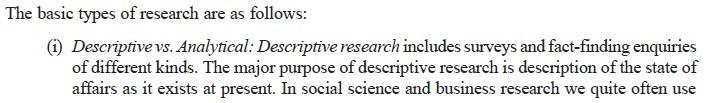 The basic types of research are as follows:
(i) Descriptive vs. Analytical: Descriptive research includes surveys and fact-finding enquiries
of different kinds. The major purpose of descriptive research is description of the state of
affairs as it exists at present. In social science and business research we quite often use